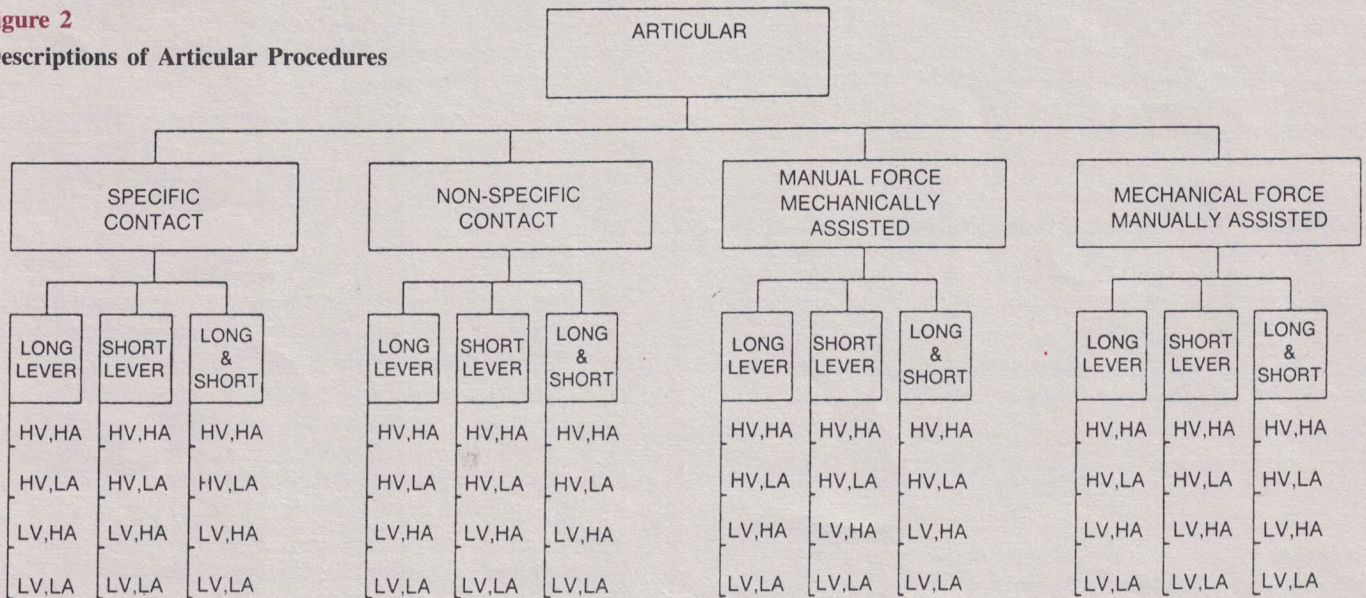 igure 2
escriptions of Articular Procedures
ARTICULAR
SPECIFIC
CONTACT
NON-SPECIFIC
CONTACT
MANUAL FORCE
MECHANICALLY
ASSISTED
MECHANICAL FORCE
MANUALLY ASSISTED
LONG
LEVER
SHORT
LEVER
LONG
&
SHORT
LONG
LEVER
SHORT
LEVER
LONG
&
SHORT
LONG
LEVER
SHORT
LEVER
LONG
&
SHORT
LONG
LEVER
SHORT
LEVER
LONG
&
SHORT
HV,HA HV,HA HV,HA HV,HA HV,HA HV,HA HV,HA HV,HA HV,HA HV,HA HV,HA HV,HA
HV,LA HV,LA HV,LA HV,LA HV,LA HV,LA HV,LA HV,LA HV,LA HV,LA HV,LA HV,LA
LV,HA LV,HA LV,HA LV,HA LV,HA LV,HA LV,HA LV,HA LV,HA LV,HA LV,HA LV,HA
LV,LA LV,LA LV,LA LV,LA LV,LA LV,LA LV,LA LV,LA LV,LA LV,LA LV,LA LV,LA